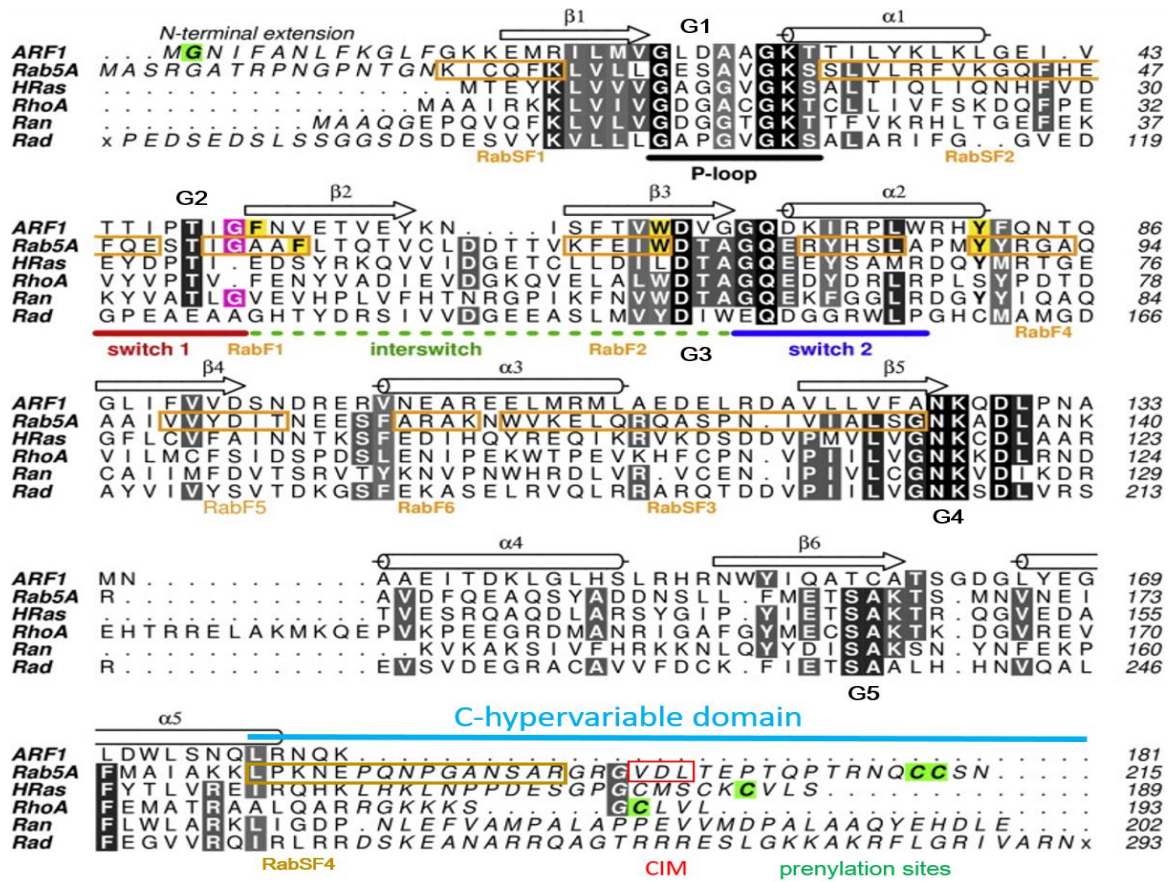 N-terminal extension
β1
G1
α1
ARF1 ...MGNIFANLFKGLFGKKEMRILMVGLDAAGKTTILYKLKLGEI.V 43
Rab5A MASRGATRPNGPNTGNKICQFKLVLLGESAVGKSSLVLRFVKGQFHE 47
HRas .................MTEYKLVVVGAGGVGKSALTIQLIQNHFVD 30
RhoA ...............MAAIRKKLVIVGDGACGKTCLLIVFSKDQFPE 32
Ran ..........MAAQGEPQVQFKLVLVGDGGTGKTTFVKRHLTGEFEK 37
Rad xPEDSEDSLSSGGSDSDESVYKVLLLGAPGVGKSALARIFG..GVED 119
RabSF1
P-loop
RabSF2
G2
β2
β3
α2
ARF1 TTIPTIGFNVETVEYKN....ISFTVWDVGGQDKIRPLWRHYFQNTQ 86
Rab5A FQESTIGAAFLTQTVCLDDTTVKFEIWDTAGQERYHSLAPMYYRGAQ 94
HRas EYDPTI.EDSYRKQVVIDGETCLLDILDTAGQEEYSAMRDQYMRTGE 76
RhoA VYVPTV.FENYVADIEVDGKQVELALWDTAGQEDYDRLRPLSYPDTD 78
Ran KYVATLGVEVHPLVFHTNRGPIKFNVWDTAGQEKFGGLRDGYYIQAQ 84
Rad GPEAEAAGHTYDRSIVVDGEEASLMVYDIWEQDGGRWLPGHCMAMGD 166
switch 1
RabF1
interswitch
RabF2
G3
switch 2
RabF4
β4
α3
β5
ARF1 GLIFVVDSNDRERVNEAREELMRMLAEDELRDAVLLVFANKQDLPNA 133
Rab5A AAIVVYDITNEESFARAKNWVKELQRQASPN.IVIALSGNKADLANK 140
HRas GFLCVFAINNTKSFEDIHQYREQIKRVKDSDDVPMVLVGNKCDLAAR 123
RhoA VILMCFSIDSPDSLENIPEKWTPEVKHFCPN.VPIILVGNKKDLRND 124
Ran CAIIMFDVTSRVTYKNVPNWHRDLVR.VCEN.IPIVLCGNKVDIKDR 129
Rad AYVIVYSVTDKGSFEKASELRVQLRRARQTDDVPIILVGNKSDLVRS 213
RabF5
RabF6
RabSF3
G4
α4
β6
ARF1 MN...........AAEITDKLGLHSLRHRNWYIQATCATSGDGLYEG 169
Rab5A R............AVDFQEAQSYADDNSLL.FMETSAKTS.MNVNEI 173
HRas .............TVESRQAQDLARSYGIP.YIETSAKTR.QGVEDA 155
RhoA EHTRRELAKMKQEPVKPEEGRDMANRIGAFGYMECSAKTK.DGVREV 170
Ran ...............KVKAKSIVFHRKKNLQYYDISAKSN.YNFEKP 160
Rad R............EVSVDEGRACAVVFDCK.FIETSAALH.HNVQAL 246
G5
α5
C-hypervariable domain
ARF1 LDWLSNQLRNQK................................... 181
Rab5A FMAIAKKLPKNEPQNPGANSARGRGVDLTEPTQPTRNQCCSN..... 215
HRas FYTLVREIRQHKLRKLNPPDESGPGCMSCKCVLS............. 189
RhoA FEMATRAALQARRGKKKS......GCLVL.................. 193
Ran FLWLARKLIGDP.NLEFVAMPALAPPEVVMDPALAAQYEHDLE.... 202
Rad FEGVVRQIRLRRDSKEANARRQAGTRRRESLGKKAKRFLGRIVARNx 293
RabSF4
CIM
prenylation sites